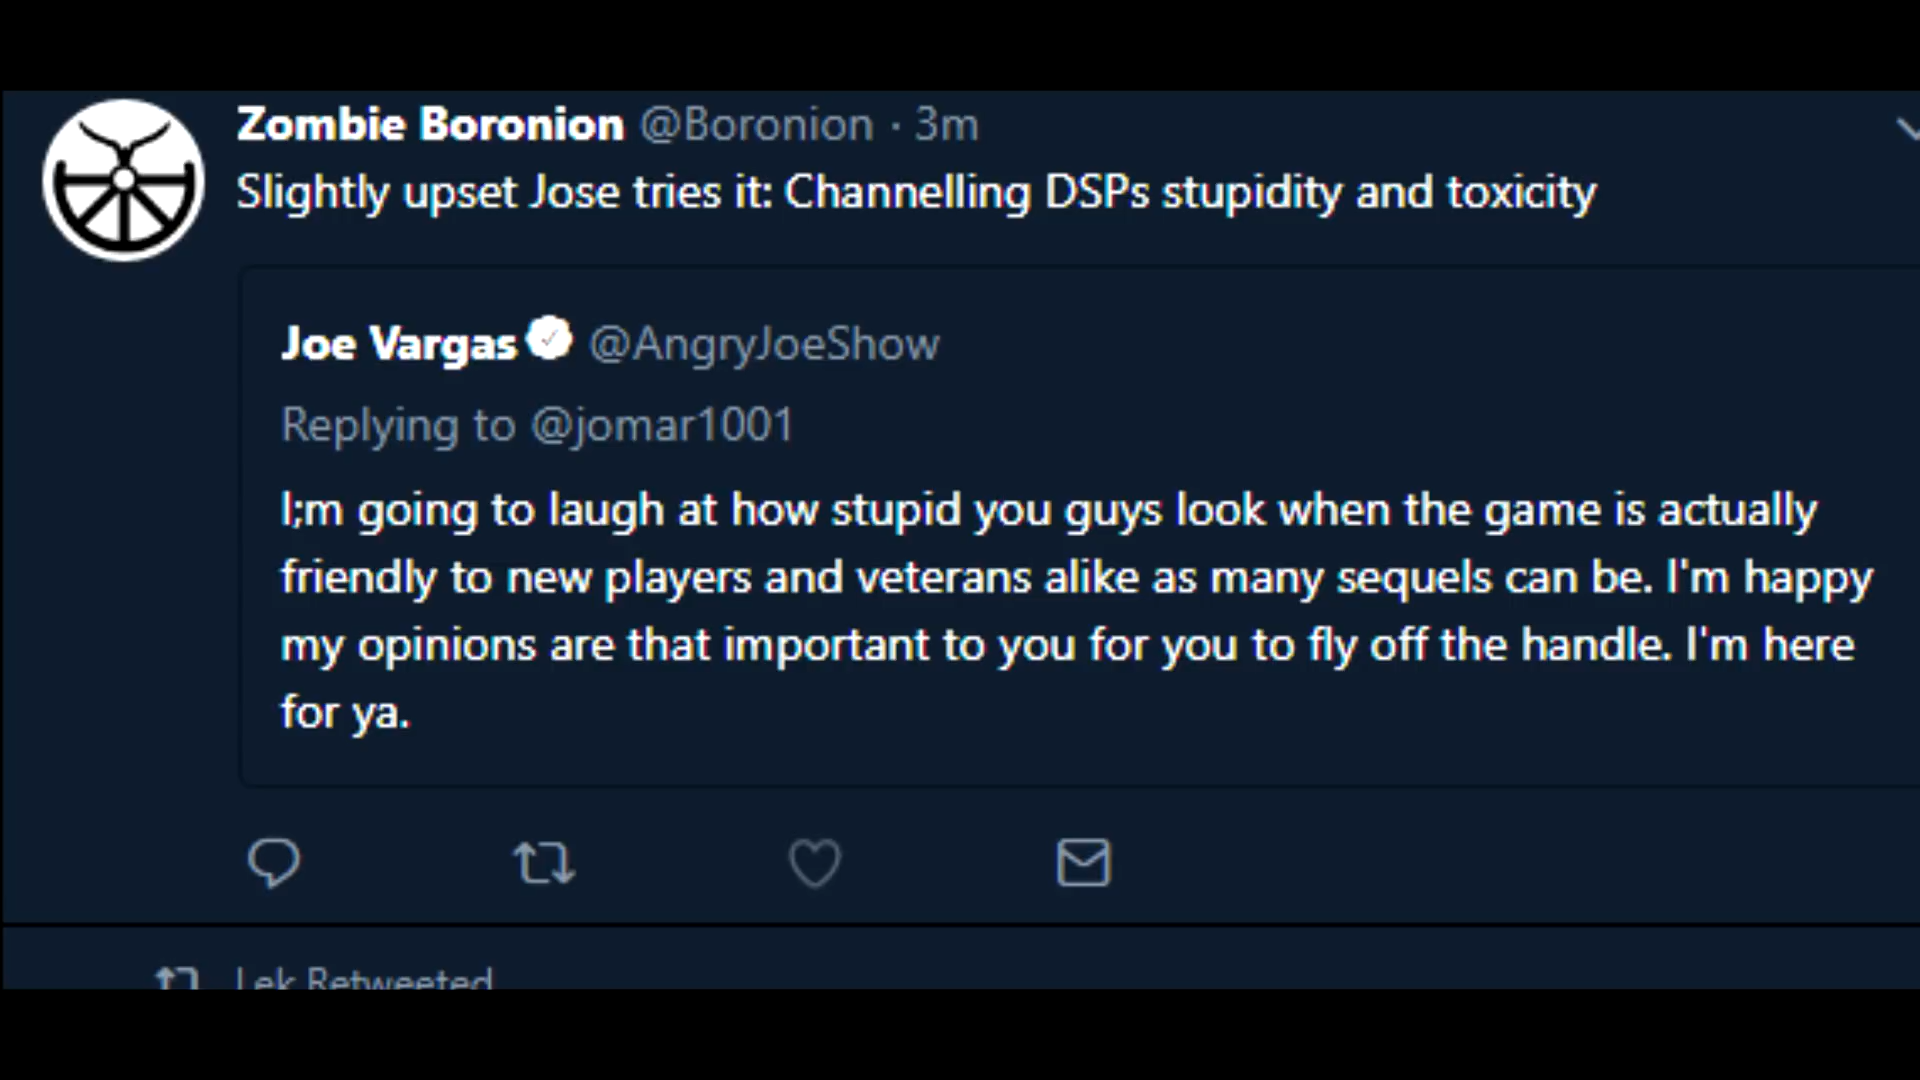 Zombie Boronion @Boronion · 3m
Slightly upset Jose tries it: Channelling DSPs stupidity and toxicity
Joe Vargas @AngryJoeShow
Replying to @jomar1001
I;m going to laugh at how stupid you guys look when the game is actually
friendly to new players and veterans alike as many sequels can be. I'm happy
my opinions are that important to you for you to fly off the handle. I'm here
for ya.
Lek Retweeted